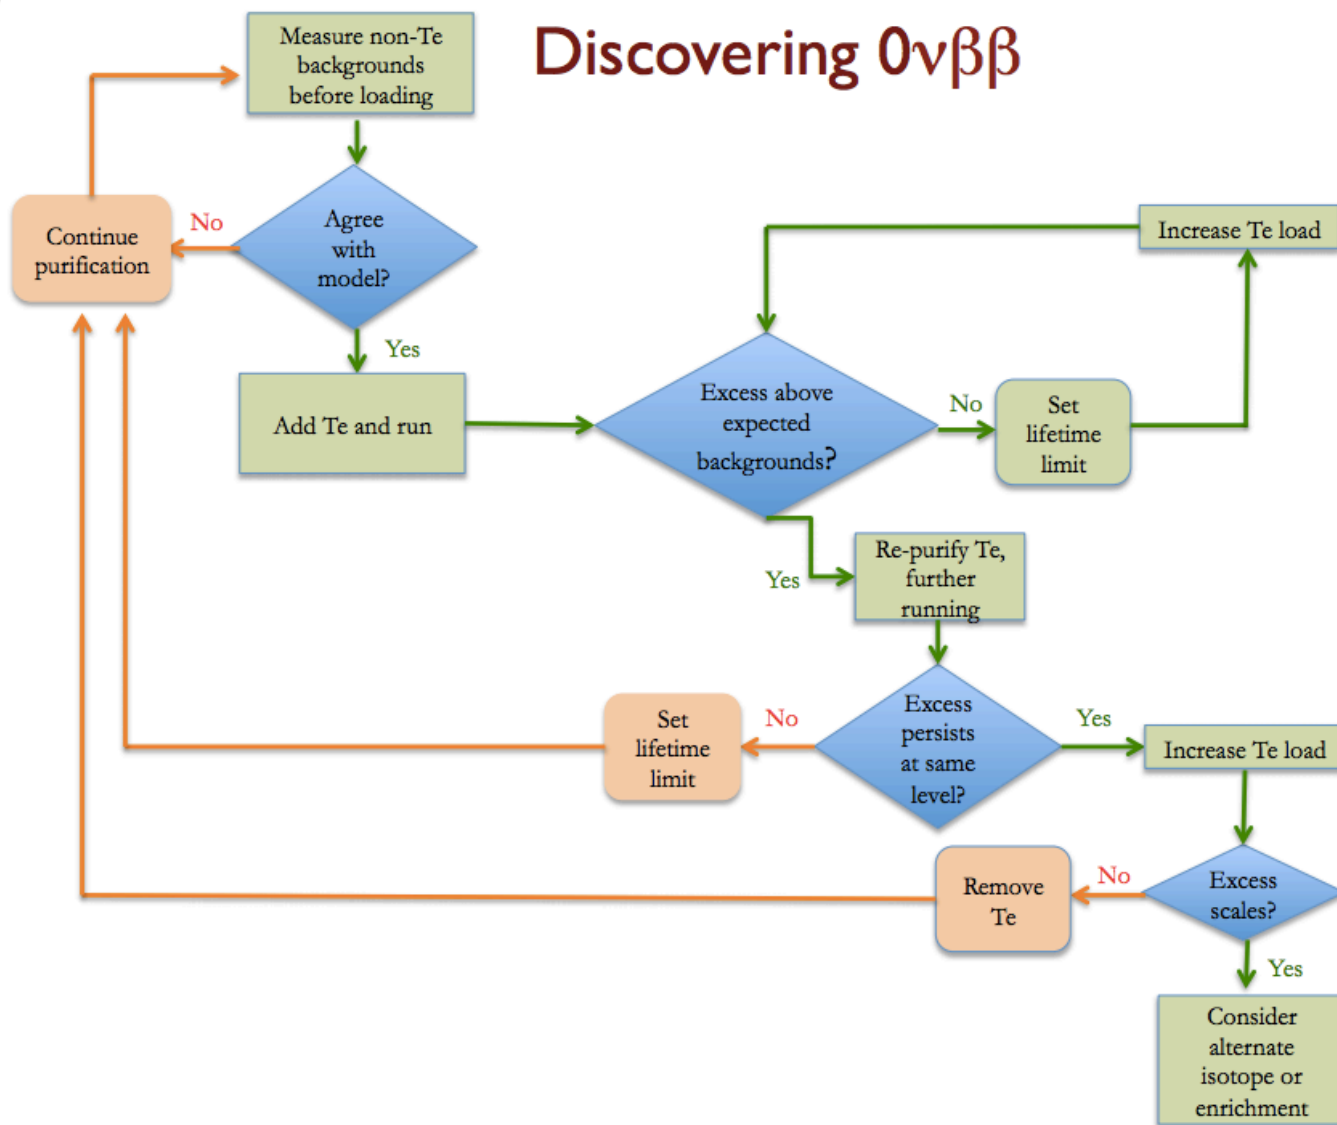 Discovering 0νββ
Measure non-Te
backgrounds
before loading
Continue
purification
No
Agree
with
model?
Yes
Add Te and run
Increase Te load
Excess above
expected
backgrounds?
No
Set
lifetime
limit
Yes
Re-purify Te,
further
running
Set
lifetime
limit
No
Excess
persists
at same
level?
Yes
Increase Te load
Remove
Te
No
Excess
scales?
Yes
Consider
alternate
isotope or
enrichment